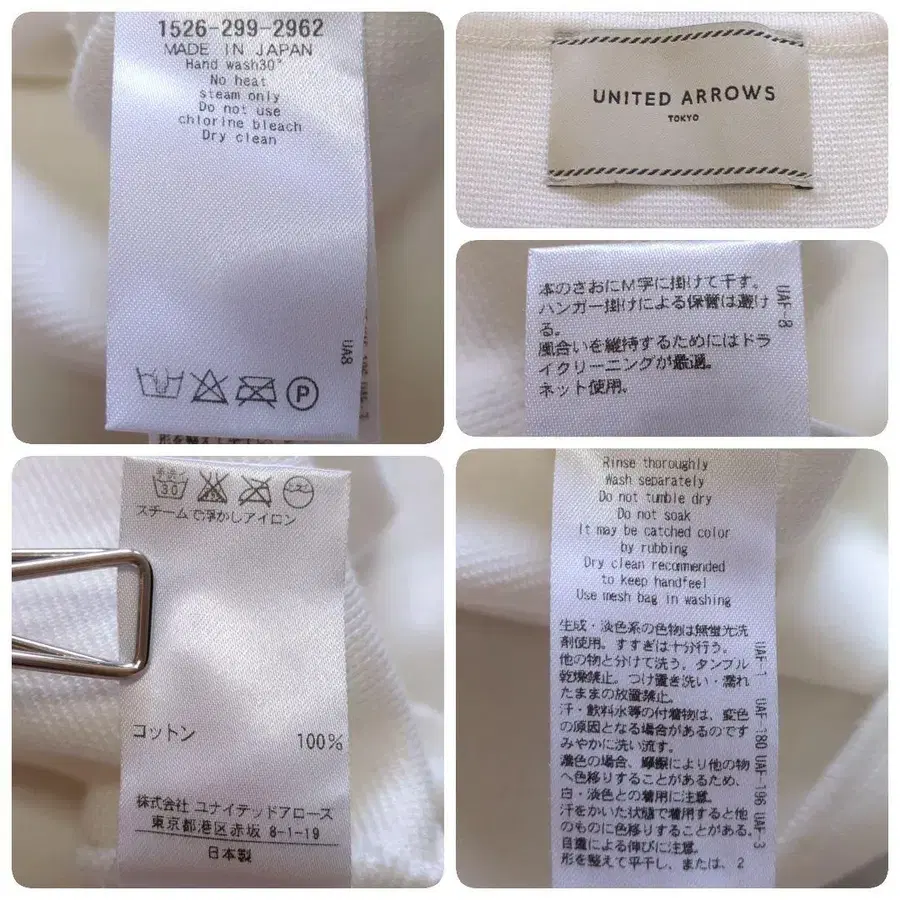 1526-299-2962
MADE IN JAPAN
Hand wash30°
No heat
steam only
Do not use
chlorine bleach
Dry clean
UA8
P
UNITED ARROWS
TOKYO
本のさおにM字に掛けて干す。
ハンガー掛けによる保管は避け
る。
風合いを維持するためにはドラ
イクリーニングが最適。
ネット使用。
UAF-8
30
スチームで浮かしアイロン
コットン 100%
株式会社 ユナイテッドアローズ
東京都港区赤坂 8-1-19
日本製
Rinse thoroughly
Wash separately
Do not tumble dry
Do not soak
It may be catched color
by rubbing
Dry clean recommended
to keep handfeel
Use mesh bag in washing
生成・淡色系の色物は無蛍光洗
剤使用。すすぎは十分行う。
他の物と分けて洗う。タンブル
乾燥禁止。つけ置き洗い・濡れ
たままの放置禁止。
汗・飲料水等の付着物は、変色
の原因となる場合があるのです
みやかに洗い流す。
濃色の場合、摩擦により他の物
へ色移りすることがあるため、
白・淡色との着用に注意。
汗をかいた状態で着用すると他
のものに色移りすることがある。
自重による伸びに注意。
形を整えて平干し、または、2
UAF-1 UAF-180 UAF-196 UAF-3